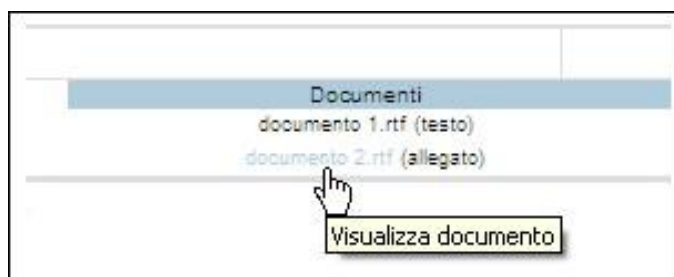 Documenti
documento 1.rtf (testo)
documento 2.rtf (allegato)
Visualizza documento